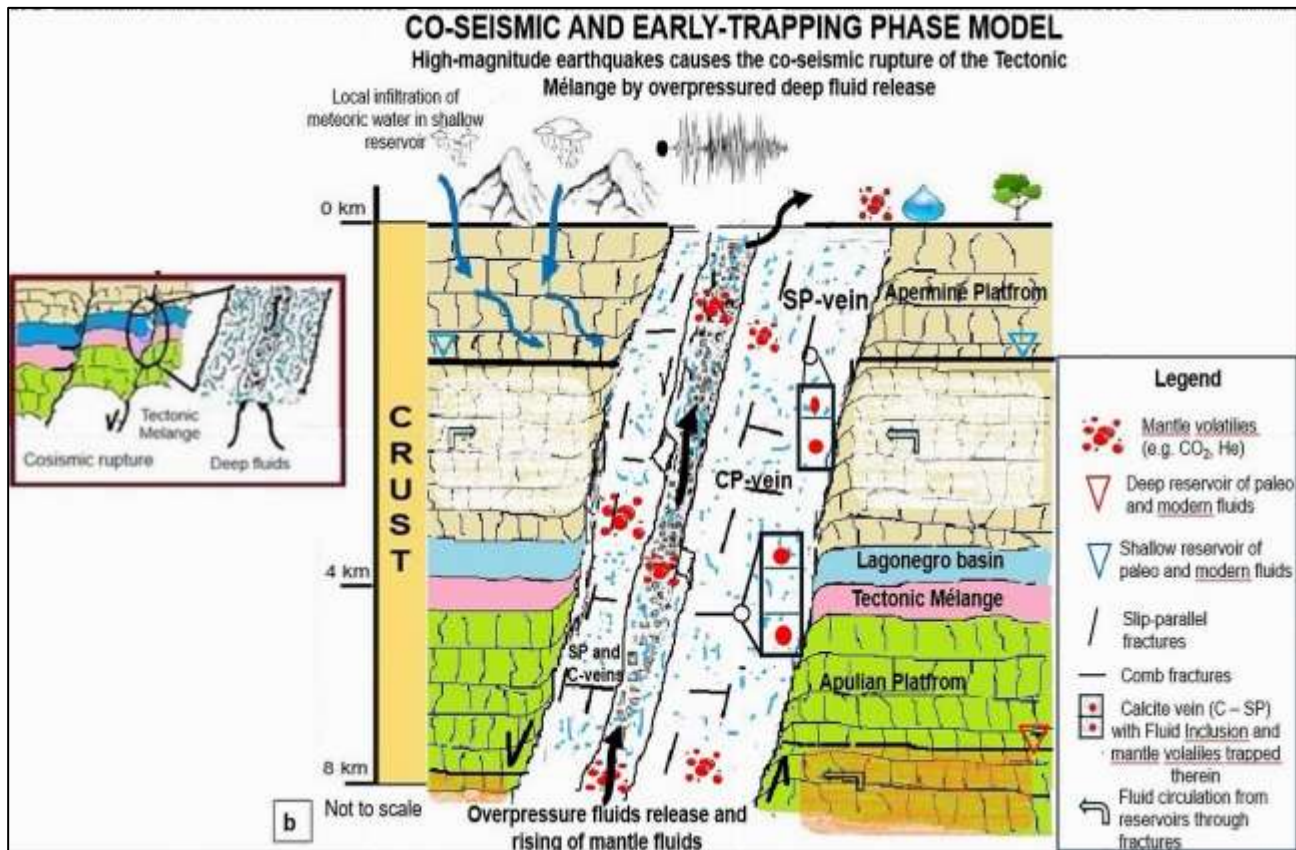 CO-SEISMIC AND EARLY-TRAPPING PHASE MODEL
High-magnitude earthquakes causes the co-seismic rupture of the Tectonic
Mélange by overpressured deep fluid release
Local infiltration of
meteoric water in shallow
reservoir
0 km
SP-vein
Apennine Platfrom
CRUST
Tectonic
Melange
Cosismic rupture
Deep fluids
CP-vein
4 km
Lagonegro basin
Tectonic Mélange
SP and
C-veins
Apulian Platfrom
8 km
Not to scale
b
Overpressure fluids release and
rising of mantle fluids
Legend
Mantle volatilies
(e.g. CO₂, He)
Deep reservoir of paleo
and modern fluids
Shallow reservoir of
paleo and modern fluids
Slip-parallel
fractures
Comb fractures
Calcite vein (C – SP)
with Fluid Inclusion and
mantle volaliles trapped
therein
Fluid circulation from
reservoirs through
fractures